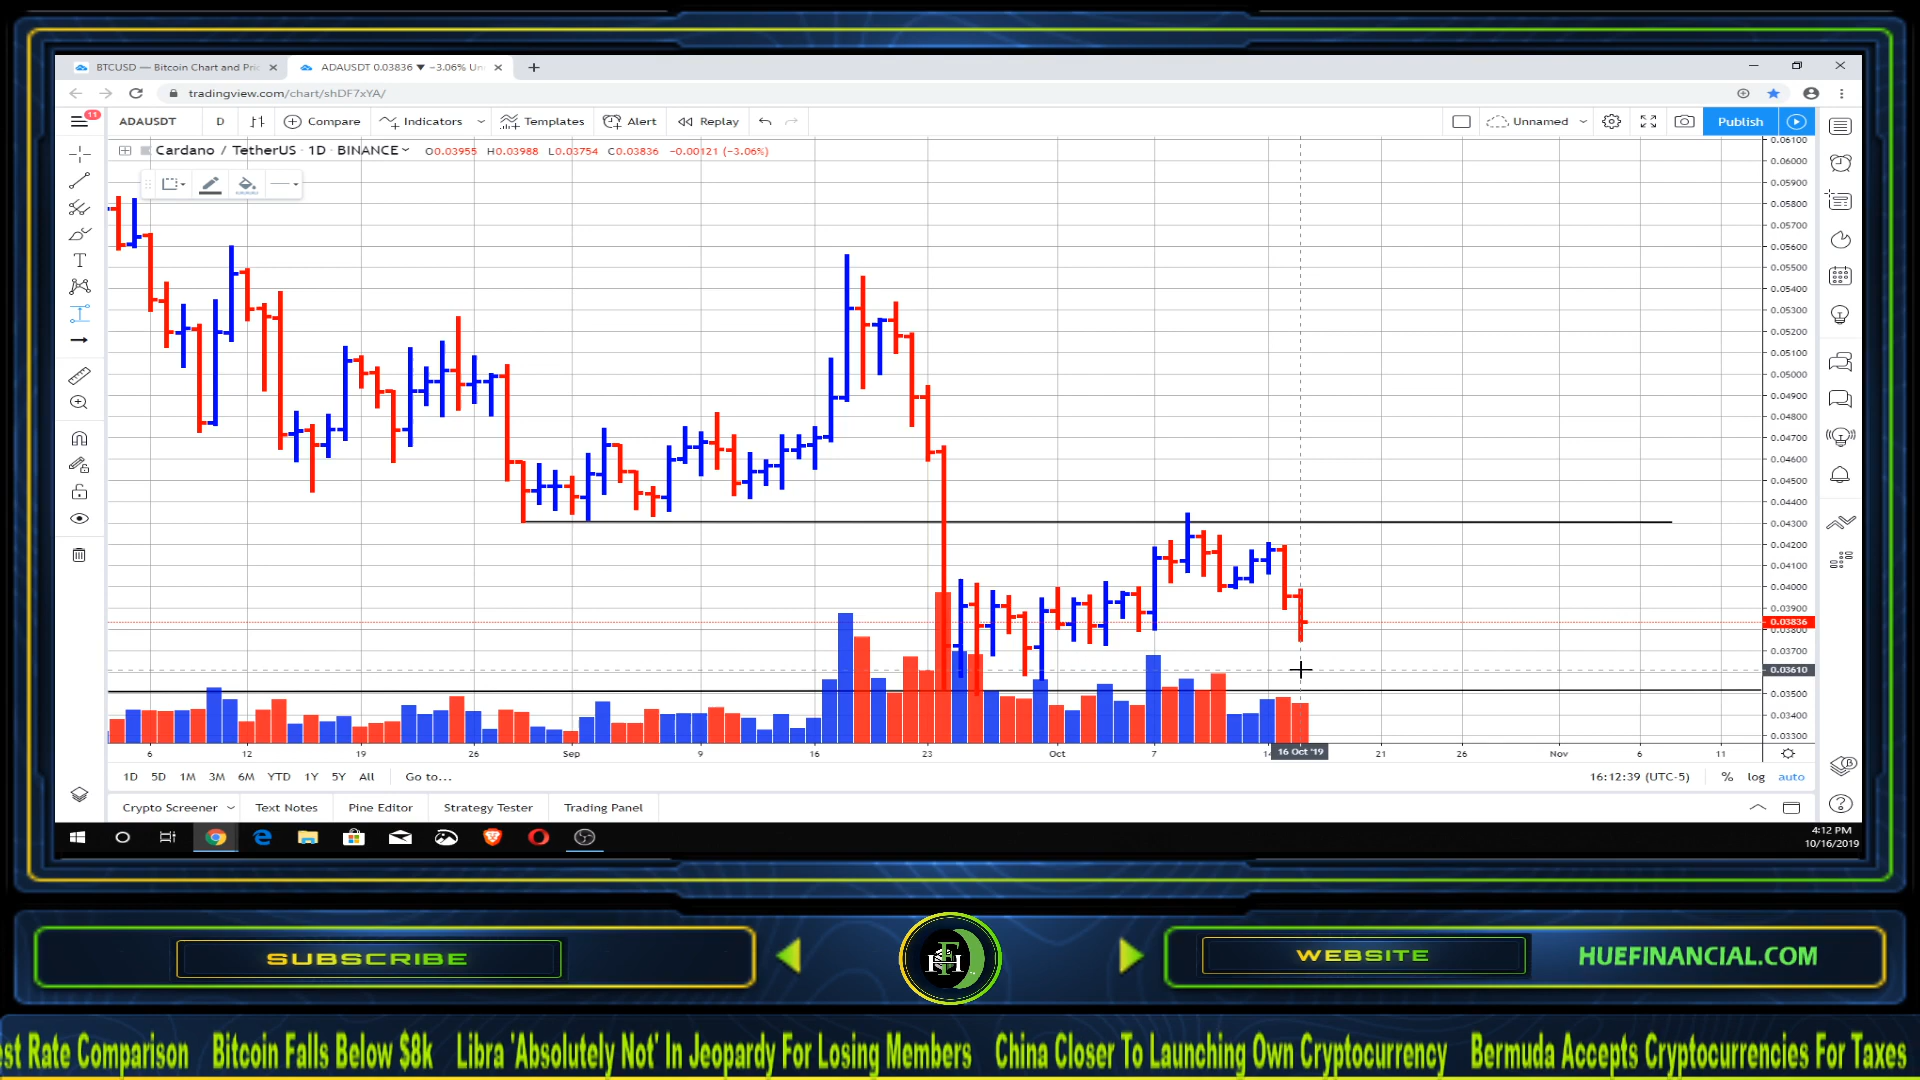 BTCUSD — Bitcoin Chart and Pric
ADAUSDT 0.03836 ▼ −3.06% Un
tradingview.com/chart/shDF7xYA/
11
ADAUSDT D Compare Indicators Templates Alert Replay Unnamed Publish
Cardano / TetherUS · 1D · BINANCE O0.03955 H0.03988 L0.03754 C0.03836 −0.00121 (−3.06%)
0.06100
0.06000
0.05900
0.05800
0.05700
0.05600
0.05500
0.05400
0.05300
0.05200
0.05100
0.05000
0.04900
0.04800
0.04700
0.04600
0.04500
0.04400
0.04300
0.04200
0.04100
0.04000
0.03900
0.03836
0.03800
0.03700
0.03610
0.03500
0.03400
0.03300
6 12 19 26 Sep 9 16 23 Oct 7 14 16 Oct '19 21 26 Nov 6 11
1D 5D 1M 3M 6M YTD 1Y 5Y All Go to... 16:12:39 (UTC-5) % log auto
Crypto Screener Text Notes Pine Editor Strategy Tester Trading Panel
4:12 PM
10/16/2019
SUBSCRIBE
FH
WEBSITE
HUEFINANCIAL.COM
est Rate Comparison Bitcoin Falls Below $8k Libra 'Absolutely Not' In Jeopardy For Losing Members China Closer To Launching Own Cryptocurrency Bermuda Accepts Cryptocurrencies For Taxes